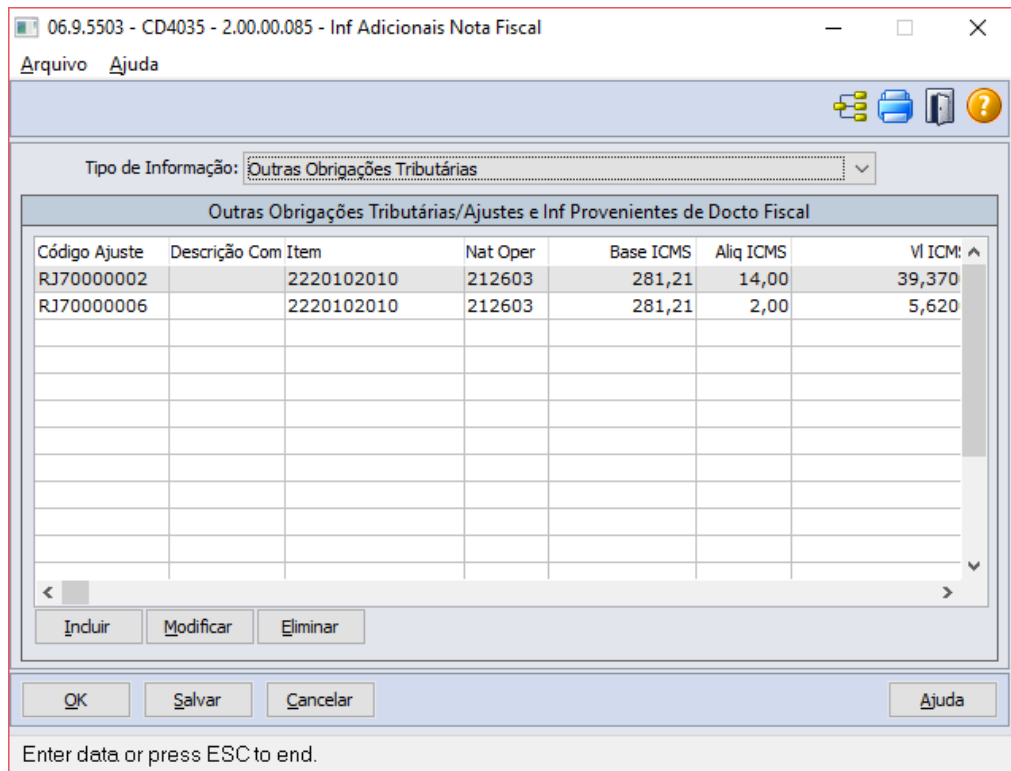 06.9.5503 - CD4035 - 2.00.00.085 - Inf Adicionais Nota Fiscal
Arquivo Ajuda
Tipo de Informação: Outras Obrigações Tributárias
Outras Obrigações Tributárias/Ajustes e Inf Provenientes de Docto Fiscal
Código Ajuste Descrição Com Item Nat Oper Base ICMS Aliq ICMS Vl ICMS
RJ70000002 2220102010 212603 281,21 14,00 39,370
RJ70000006 2220102010 212603 281,21 2,00 5,620
Incluir Modificar Eliminar
OK Salvar Cancelar Ajuda
Enter data or press ESC to end.